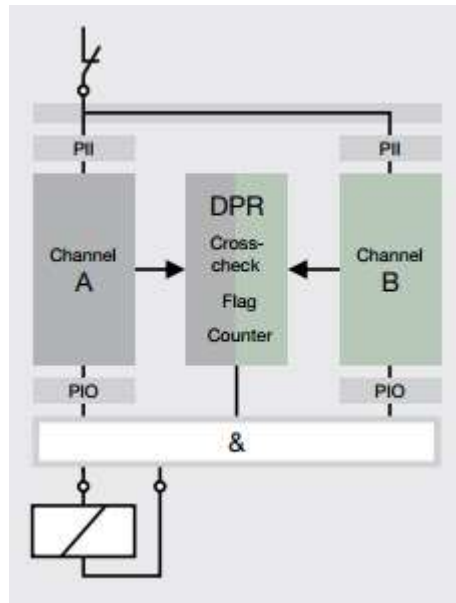 PII
PII
Channel
A
DPR
Cross-
check
Flag
Counter
Channel
B
PIO
PIO
&